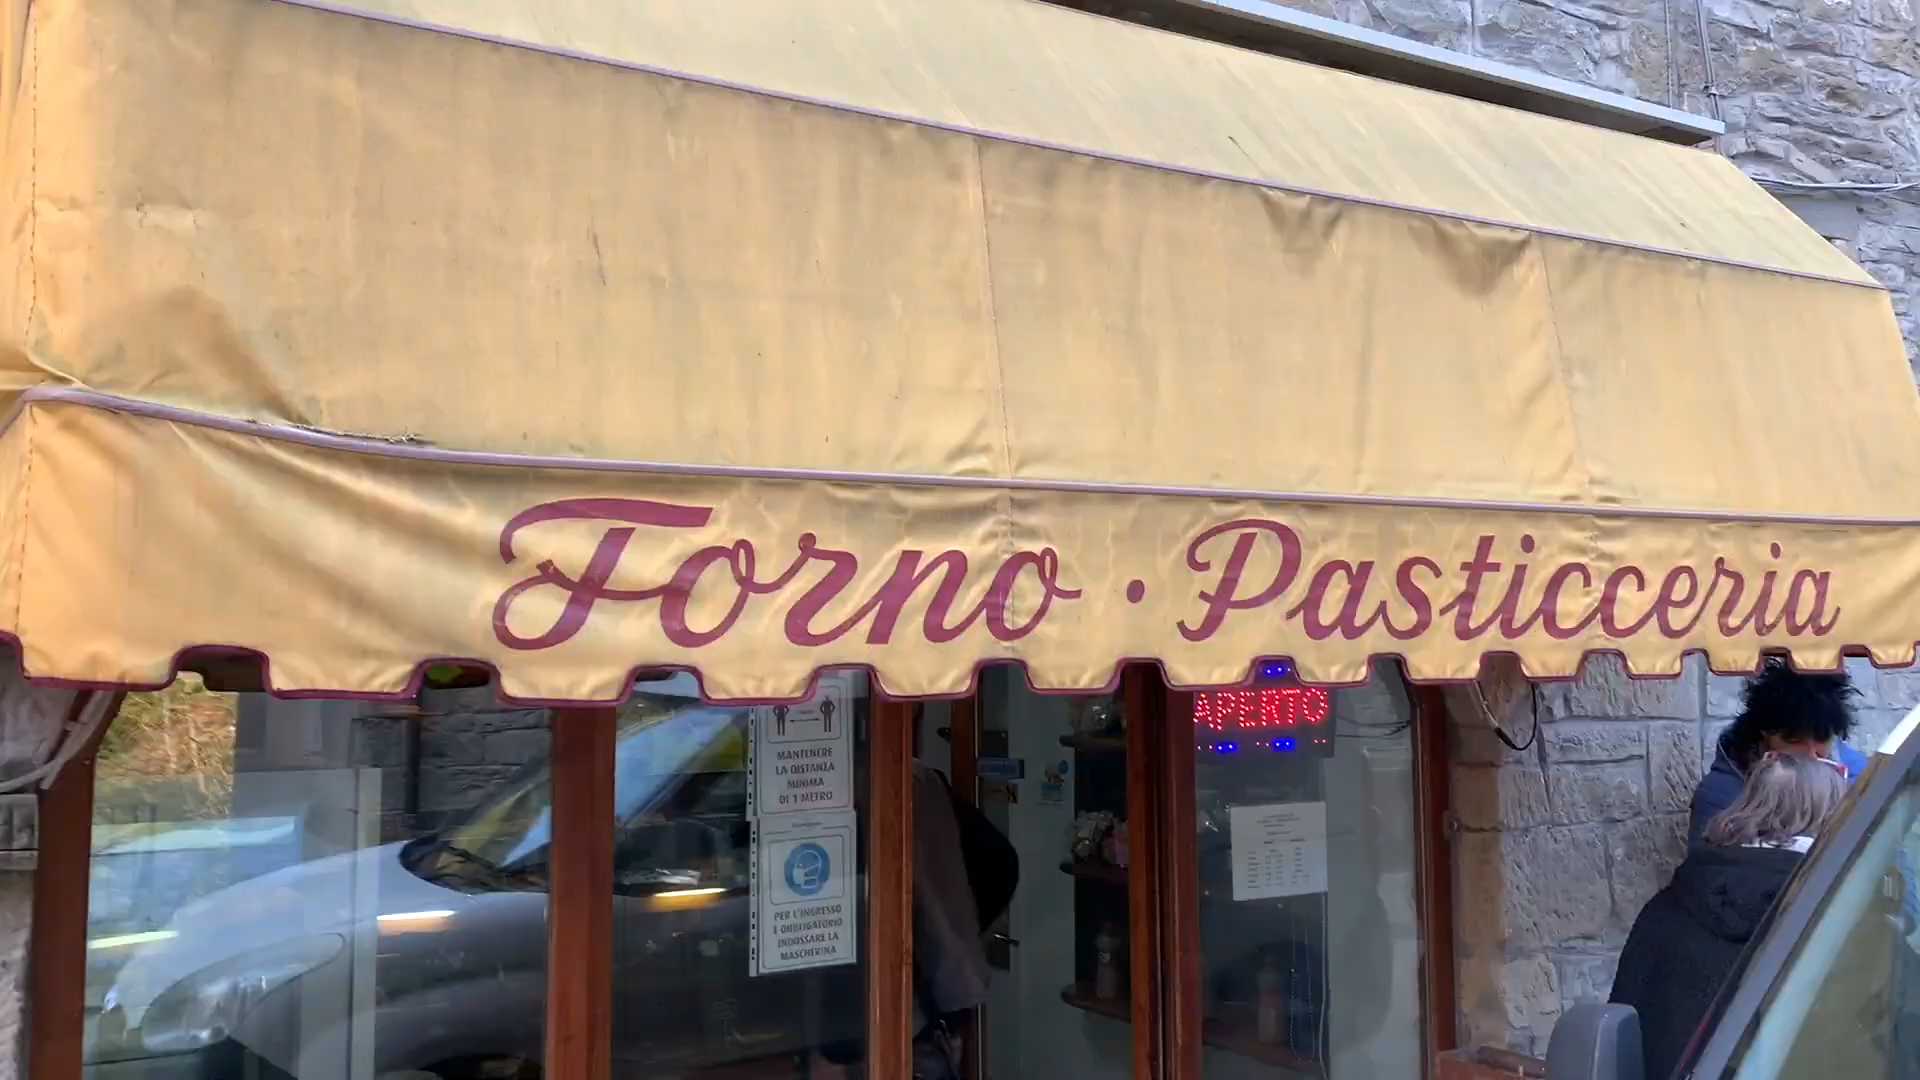 Forno · Pasticceria
APERTO
MANTENERE
LA DISTANZA
MINIMA
DI 1 METRO
PER L'INGRESSO
È OBBLIGATORIO
INDOSSARE LA
MASCHERINA